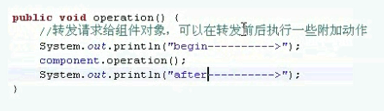 public void operation() {
//转发请求给组件对象，可以在转发前后执行一些附加动作
System.out.println("begin---------->");
component.operation();
System.out.println("after---------->");
}